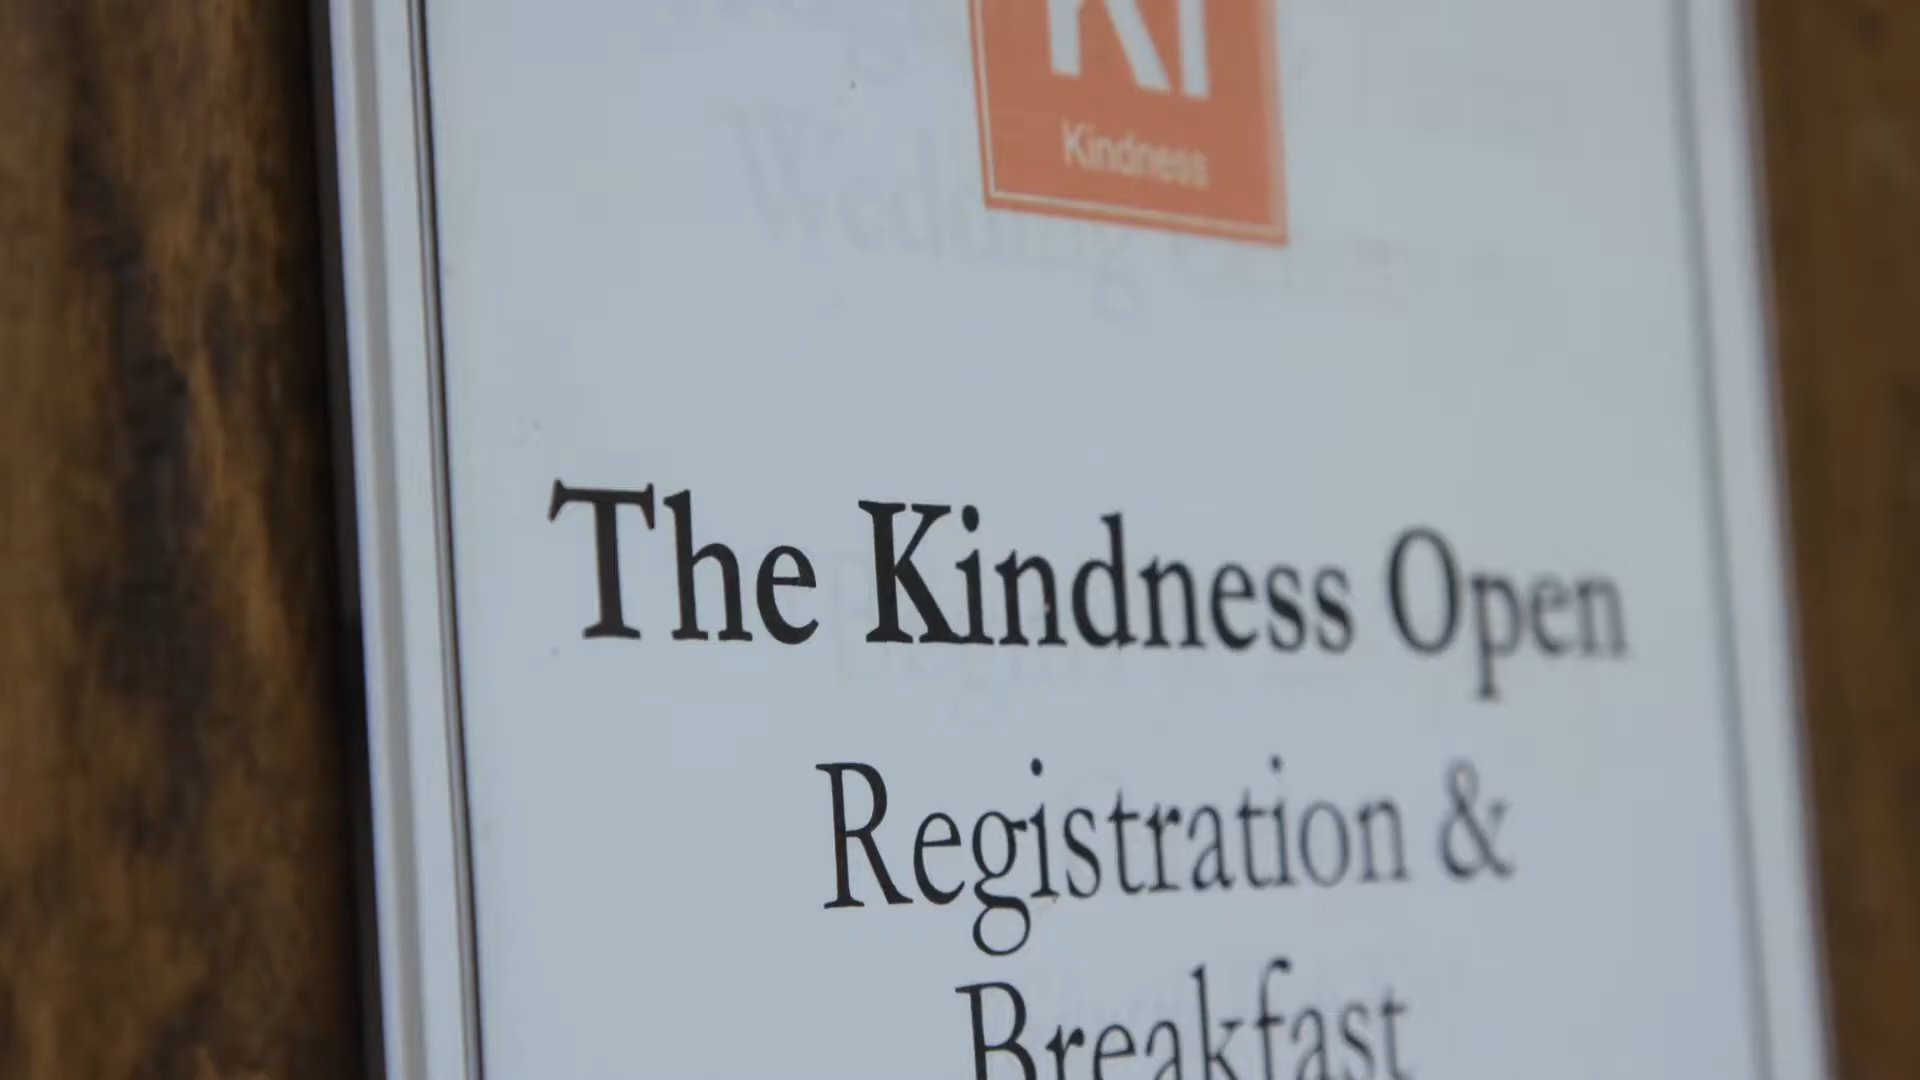 Ki
Kindness
Wedding
The Kindness Open
Registration &
Breakfast